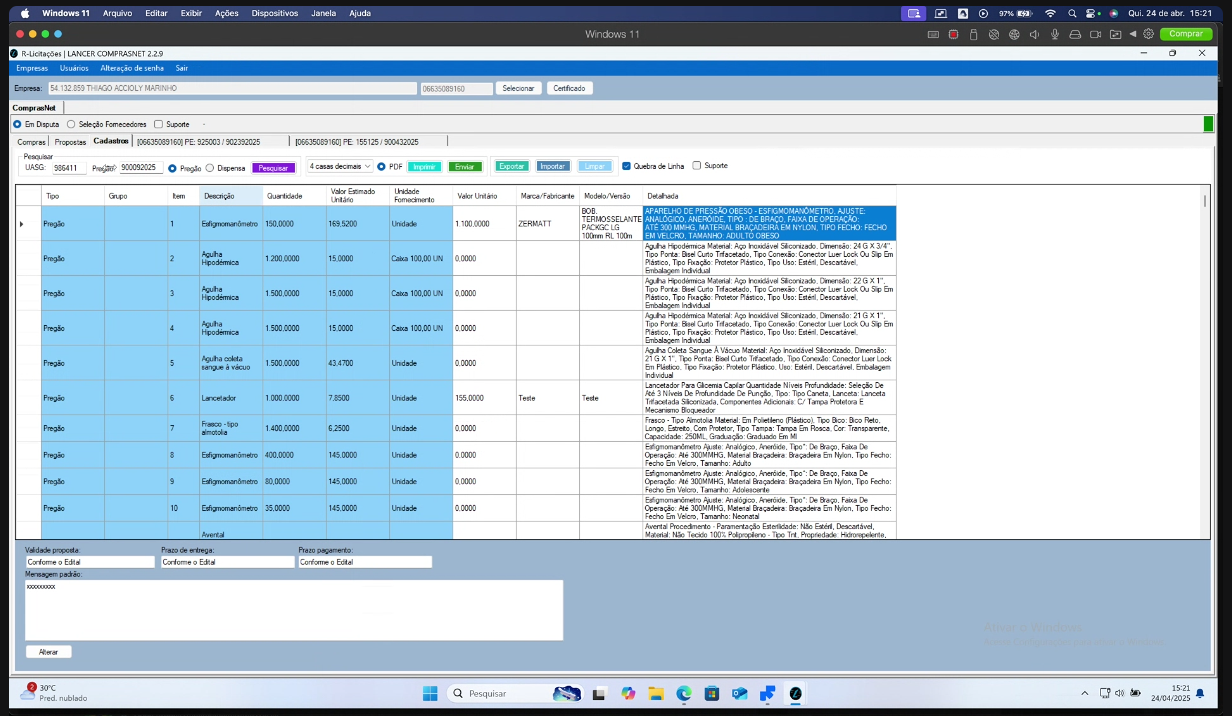 Windows 11 Arquivo Editar Exibir Ações Dispositivos Janela Ajuda 97% Qui. 24 de abr. 15:21
Windows 11 Comprar
R-Licitações | LANCER COMPRASNET 2.2.9
Empresas Usuários Alteração de senha Sair
Empresa: 54.132.859 THIAGO ACCIOLY MARINHO 06635089160 Selecionar Certificado
ComprasNet
Em Disputa Seleção Fornecedores Suporte -
Compras Propostas Cadastros [06635089160] PE: 925003 / 902392025 [06635089160] PE: 155125 / 900432025
Pesquisar
UASG: 986411 Pregão: 900092025 Pregão Dispensa Pesquisar 4 casas decimais PDF Imprimir Enviar Exportar Importar Limpar Quebra de Linha Suporte
Tipo Grupo Item Descrição Quantidade Valor Estimado Unitário Unidade Fornecimento Valor Unitário Marca/Fabricante Modelo/Versão Detalhada
Pregão 1 Esfigmomanômetro 150,0000 169,5200 Unidade 1.100,0000 ZERMATT
BOB.
TERMOSSELANTE
PACKGC LG
100mm RL 100m
APARELHO DE PRESSÃO OBESO - ESFIGMOMANÔMETRO, AJUSTE:
ANALÓGICO, ANERÓIDE, TIPO : DE BRAÇO, FAIXA DE OPERAÇÃO:
ATÉ 300 MMHG, MATERIAL BRAÇADEIRA EM NYLON, TIPO FECHO: FECHO
EM VELCRO, TAMANHO: ADULTO OBESO
Pregão 2 Agulha Hipodérmica 1.200,0000 15,0000 Caixa 100,00 UN 0,0000
Agulha Hipodérmica Material: Aço Inoxidável Siliconizado, Dimensão: 24 G X 3/4",
Tipo Ponta: Bisel Curto Trifacetado, Tipo Conexão: Conector Luer Lock Ou Slip Em
Plástico, Tipo Fixação: Protetor Plástico, Tipo Uso: Estéril, Descartável,
Embalagem Individual
Pregão 3 Agulha Hipodérmica 1.500,0000 15,0000 Caixa 100,00 UN 0,0000
Agulha Hipodérmica Material: Aço Inoxidável Siliconizado, Dimensão: 22 G X 1",
Tipo Ponta: Bisel Curto Trifacetado, Tipo Conexão: Conector Luer Lock Ou Slip Em
Plástico, Tipo Fixação: Protetor Plástico, Tipo Uso: Estéril, Descartável,
Embalagem Individual
Pregão 4 Agulha Hipodérmica 1.500,0000 15,0000 Caixa 100,00 UN 0,0000
Agulha Hipodérmica Material: Aço Inoxidável Siliconizado, Dimensão: 21 G X 1",
Tipo Ponta: Bisel Curto Trifacetado, Tipo Conexão: Conector Luer Lock Ou Slip Em
Plástico, Tipo Fixação: Protetor Plástico, Tipo Uso: Estéril, Descartável,
Embalagem Individual
Pregão 5 Agulha coleta sangue à vácuo 1.500,0000 43,4700 Unidade 0,0000
Agulha Coleta Sangue À Vácuo Material: Aço Inoxidável Siliconizado, Dimensão:
21 G X 1", Tipo Ponta: Bisel Curto Trifacetado, Tipo Conexão: Conector Luer Lock
Em Plástico, Tipo Fixação: Protetor Plástico, Uso: Estéril, Descartável, Embalagem
Individual
Pregão 6 Lancetador 1.000,0000 7,8500 Unidade 155,0000 Teste Teste
Lancetador Para Glicemia Capilar Quantidade Níveis Profundidade: Seleção De
Até 3 Níveis De Profundidade De Punção, Tipo: Tipo Caneta, Lanceta: Lanceta
Trifacetada Siliconizada, Componentes Adicionais: C/ Tampa Protetora E
Mecanismo Bloqueador
Pregão 7 Frasco - tipo almotolia 1.400,0000 6,2500 Unidade 0,0000
Frasco - Tipo Almotolia Material: Em Polietileno (Plástico), Tipo Bico: Bico Reto,
Longo, Estreito, Com Protetor, Tipo Tampa: Tampa Em Rosca, Cor: Transparente,
Capacidade: 250ML, Graduação: Graduado Em Ml
Pregão 8 Esfigmomanômetro 400,0000 145,0000 Unidade 0,0000
Esfigmomanômetro Ajuste: Analógico, Aneróide, Tipo*: De Braço, Faixa De
Operação: Até 300MMHG, Material Braçadeira: Braçadeira Em Nylon, Tipo Fecho:
Fecho Em Velcro, Tamanho: Adulto
Pregão 9 Esfigmomanômetro 80,0000 145,0000 Unidade 0,0000
Esfigmomanômetro Ajuste: Analógico, Aneróide, Tipo*: De Braço, Faixa De
Operação: Até 300MMHG, Material Braçadeira: Braçadeira Em Nylon, Tipo Fecho:
Fecho Em Velcro, Tamanho: Adolescente
Pregão 10 Esfigmomanômetro 35,0000 145,0000 Unidade 0,0000
Esfigmomanômetro Ajuste: Analógico, Aneróide, Tipo*: De Braço, Faixa De
Operação: Até 300MMHG, Material Braçadeira: Braçadeira Em Nylon, Tipo Fecho:
Fecho Em Velcro, Tamanho: Neonatal
Avental
Avental Procedimento - Paramentação Esterilidade: Não Estéril, Descartável,
Material: Não Tecido 100% Polipropileno - Tipo Tnt, Propriedade: Hidrorepelente,
Validade proposta: Prazo de entrega: Prazo pagamento:
Conforme o Edital Conforme o Edital Conforme o Edital
Mensagem padrão:
xxxxxxxxx
Alterar
Ativar o Windows
2 30°C
Pred. nublado
Pesquisar
15:21
24/04/2025